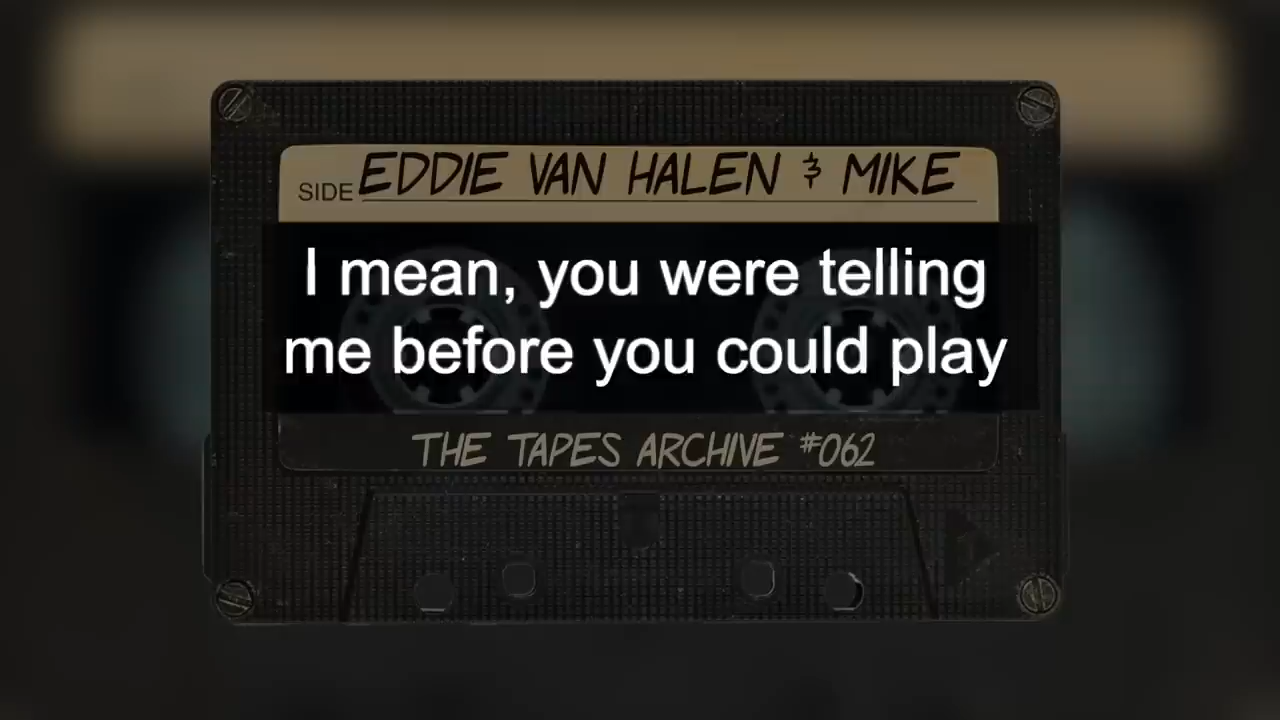 SIDE EDDIE VAN HALEN & MIKE
I mean, you were telling
me before you could play
THE TAPES ARCHIVE #062